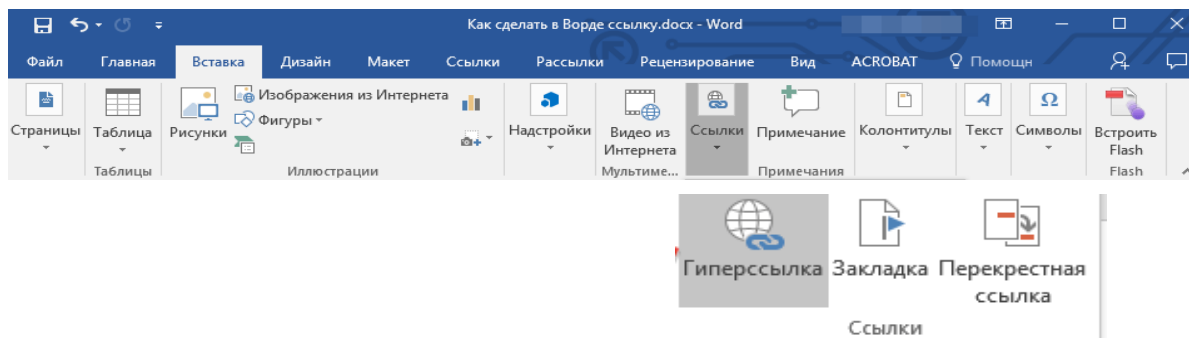 Как сделать в Ворде ссылку.docx - Word
Файл Главная Вставка Дизайн Макет Ссылки Рассылки Рецензирование Вид ACROBAT Помощн
Изображения из Интернета
Фигуры
Страницы Таблица Рисунки Надстройки Видео из Интернета Ссылки Примечание Колонтитулы Текст Символы Встроить Flash
Таблицы Иллюстрации Мультиме... Примечания Flash
Гиперссылка Закладка Перекрестная
ссылка
Ссылки